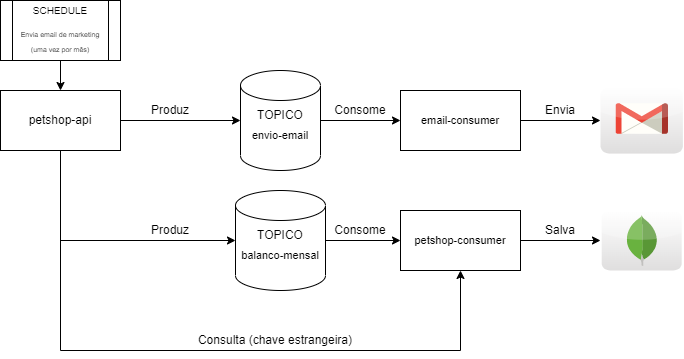 SCHEDULE
Envia email de marketing
(uma vez por mês)
petshop-api
Produz
TOPICO
envio-email
Consome
email-consumer
Envia
Produz
TOPICO
balanco-mensal
Consome
petshop-consumer
Salva
Consulta (chave estrangeira)